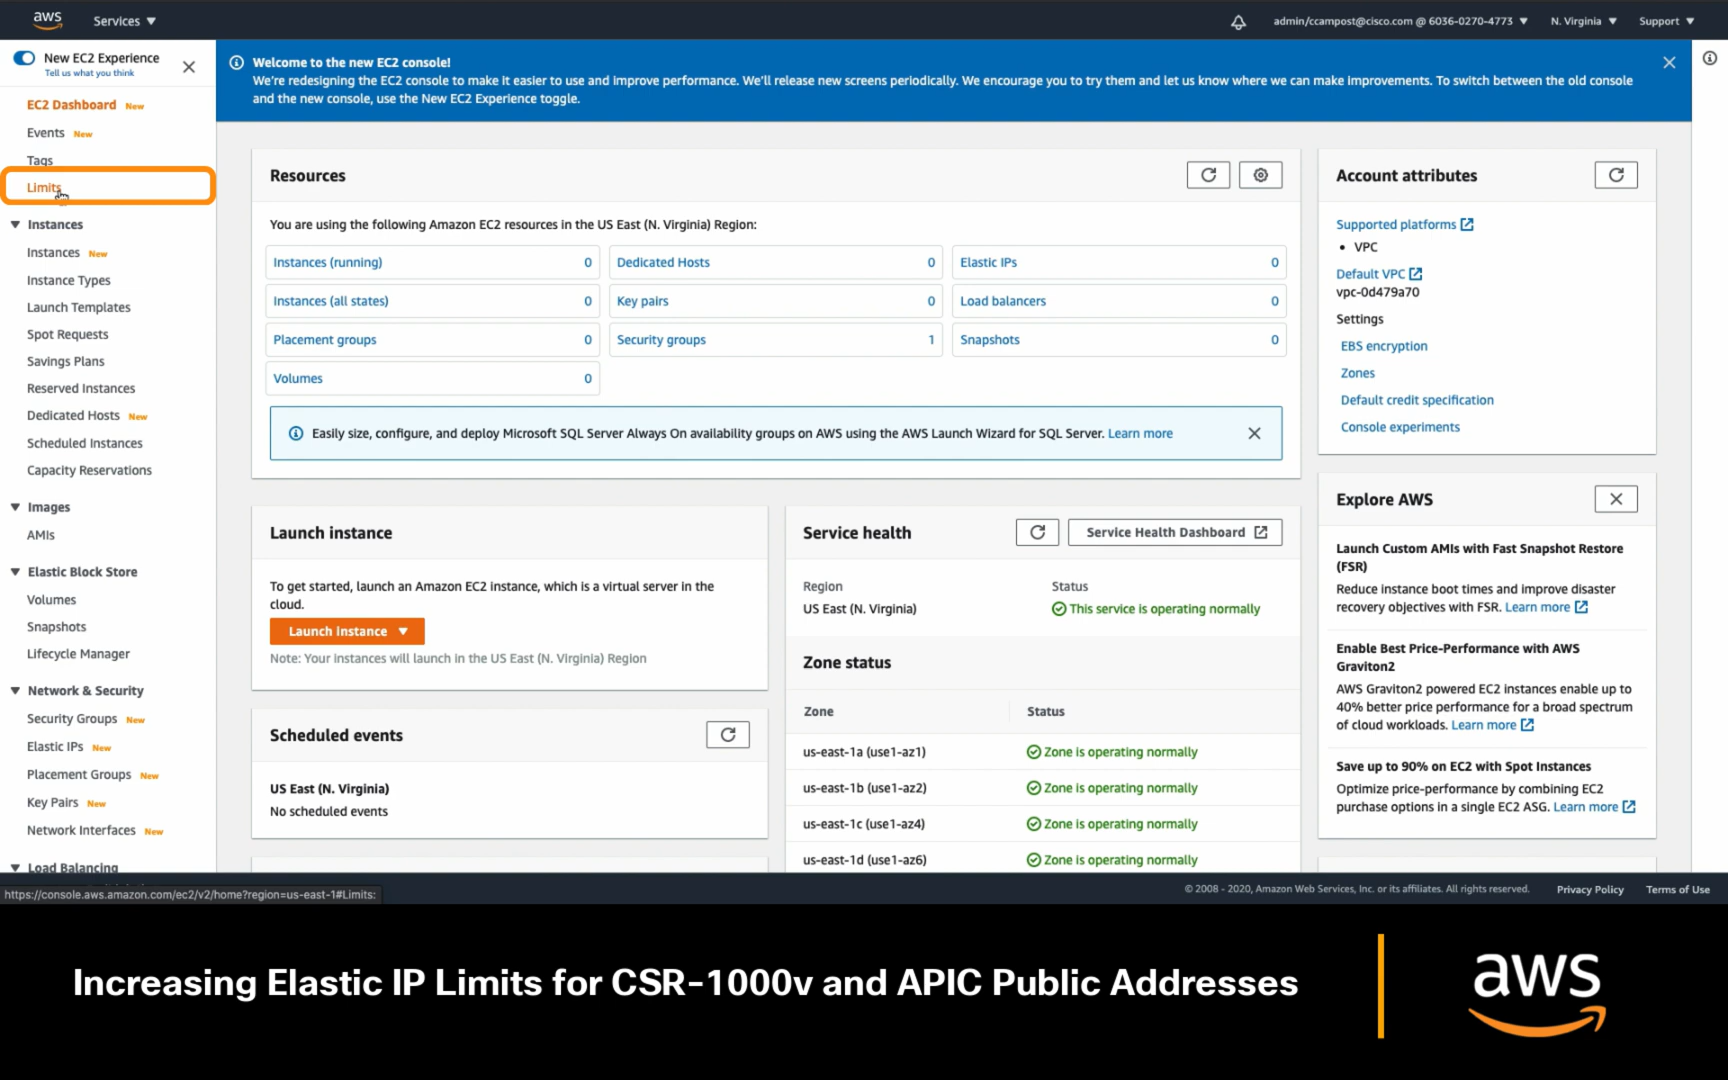 aws
Services
admin/ccampost@cisco.com @ 6036-0270-4773
N. Virginia
Support
New EC2 Experience
Tell us what you think
EC2 Dashboard New
Events New
Tags
Limits
Instances
Instances New
Instance Types
Launch Templates
Spot Requests
Savings Plans
Reserved Instances
Dedicated Hosts New
Scheduled Instances
Capacity Reservations
Images
AMIs
Elastic Block Store
Volumes
Snapshots
Lifecycle Manager
Network & Security
Security Groups New
Elastic IPs New
Placement Groups New
Key Pairs New
Network Interfaces New
Load Balancing
Welcome to the new EC2 console!
We're redesigning the EC2 console to make it easier to use and improve performance. We'll release new screens periodically. We encourage you to try them and let us know where we can make improvements. To switch between the old console
and the new console, use the New EC2 Experience toggle.
Resources
You are using the following Amazon EC2 resources in the US East (N. Virginia) Region:
Instances (running) 0
Dedicated Hosts 0
Elastic IPs 0
Instances (all states) 0
Key pairs 0
Load balancers 0
Placement groups 0
Security groups 1
Snapshots 0
Volumes 0
Easily size, configure, and deploy Microsoft SQL Server Always On availability groups on AWS using the AWS Launch Wizard for SQL Server. Learn more
Launch instance
To get started, launch an Amazon EC2 instance, which is a virtual server in the
cloud.
Launch instance
Note: Your instances will launch in the US East (N. Virginia) Region
Scheduled events
US East (N. Virginia)
No scheduled events
Service health
Service Health Dashboard
Region
Status
US East (N. Virginia)
This service is operating normally
Zone status
Zone
Status
us-east-1a (use1-az1)
Zone is operating normally
us-east-1b (use1-az2)
Zone is operating normally
us-east-1c (use1-az4)
Zone is operating normally
us-east-1d (use1-az6)
Zone is operating normally
Account attributes
Supported platforms
• VPC
Default VPC
vpc-0d479a70
Settings
EBS encryption
Zones
Default credit specification
Console experiments
Explore AWS
Launch Custom AMIs with Fast Snapshot Restore
(FSR)
Reduce instance boot times and improve disaster
recovery objectives with FSR. Learn more
Enable Best Price-Performance with AWS
Graviton2
AWS Graviton2 powered EC2 instances enable up to
40% better price performance for a broad spectrum
of cloud workloads. Learn more
Save up to 90% on EC2 with Spot Instances
Optimize price-performance by combining EC2
purchase options in a single EC2 ASG. Learn more
https://console.aws.amazon.com/ec2/v2/home?region=us-east-1#Limits:
© 2008 - 2020, Amazon Web Services, Inc. or its affiliates. All rights reserved.
Privacy Policy
Terms of Use
Increasing Elastic IP Limits for CSR-1000v and APIC Public Addresses
aws